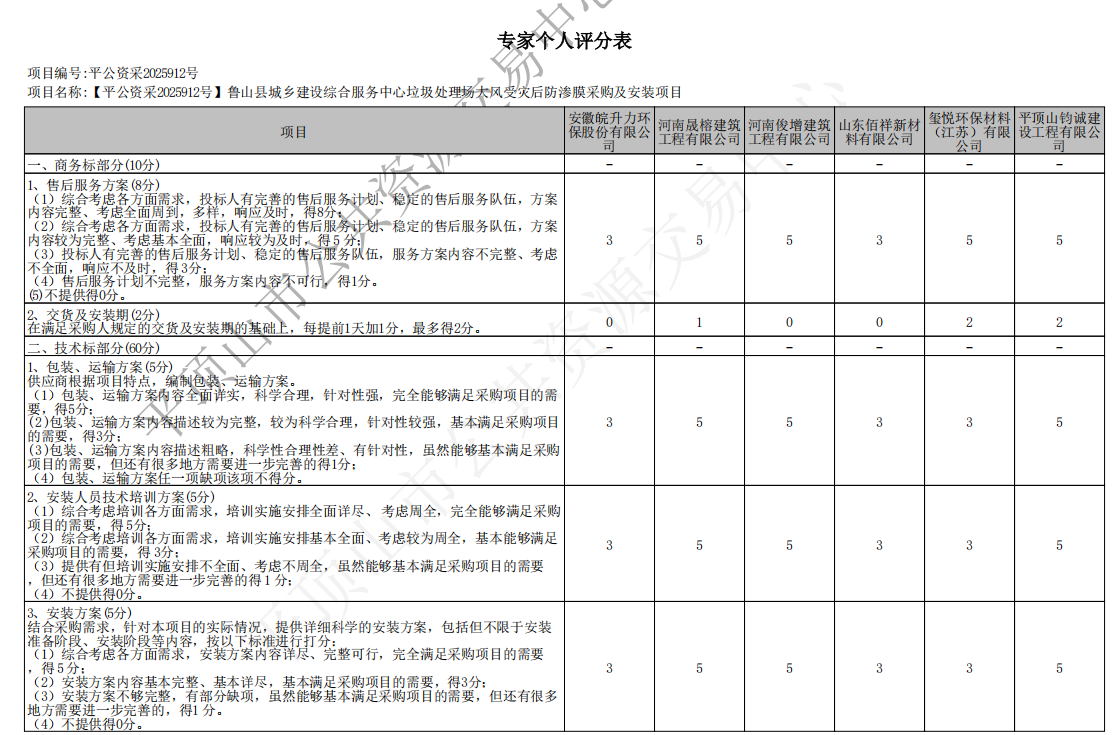 专家个人评分表
项目编号:平公资采2025912号
项目名称:【平公资采2025912号】鲁山县城乡建设综合服务中心垃圾处理场大风受灾后防渗膜采购及安装项目
项目
安徽皖升力环
保股份有限公
司
河南晟榕建筑
工程有限公司
河南俊增建筑
工程有限公司
山东佰祥新材
料有限公司
玺悦环保材料
（江苏）有限
公司
平顶山钧诚建
设工程有限公
司
一、商务标部分(10分)
－ － － － － －
1、售后服务方案(8分)
（1）综合考虑各方面需求，投标人有完善的售后服务计划、稳定的售后服务队伍，方案
内容完整、考虑全面周到，多样，响应及时，得8分;
（2）综合考虑各方面需求，投标人有完善的售后服务计划、稳定的售后服务队伍，方案
内容较为完整、考虑基本全面，响应较为及时，得５分;
（3）投标人有完善的售后服务计划、稳定的售后服务队伍，服务方案内容不完整、考虑
不全面，响应不及时，得 3分;
（4）售后服务计划不完整，服务方案内容不可行，得1分。
(5)不提供得0分。
3 5 5 3 5 5
2、交货及安装期(2分)
在满足采购人规定的交货及安装期的基础上，每提前1天加1分，最多得2分。
0 1 0 0 2 2
二、技术标部分(60分)
－ － － － － －
1、包装、运输方案(5分)
供应商根据项目特点，编制包装、运输方案。
（1）包装、运输方案内容全面详实，科学合理，针对性强，完全能够满足采购项目的需
要，得5分;
(2)包装、运输方案内容描述较为完整，较为科学合理，针对性较强，基本满足采购项目
的需要，得3分;
(3)包装、运输方案内容描述粗略，科学性合理性差、有针对性，虽然能够基本满足采购
项目的需要，但还有很多地方需要进一步完善的得1分;
（4）包装、运输方案任一项缺项该项不得分。
3 5 5 3 3 5
2、安装人员技术培训方案(5分)
（1）综合考虑培训各方面需求，培训实施安排全面详尽、 考虑周全，完全能够满足采购
项目的需要，得５分;
（2）综合考虑培训各方面需求，培训实施安排基本全面、考虑较为周全，基本能够满足
采购项目的需要，得 3分;
（3）提供有但培训实施安排不全面、考虑不周全，虽然能够基本满足采购项目的需要
，但还有很多地方需要进一步完善的得１分;
（4）不提供得0分。
3 5 5 3 3 5
3、安装方案(5分)
结合采购需求，针对本项目的实际情况，提供详细科学的安装方案，包括但不限于安装
准备阶段、安装阶段等内容，按以下标准进行打分:
（1）综合考虑各方面需求，安装方案内容详尽、完整可行，完全满足采购项目的需要
，得５分;
（2）安装方案内容基本完整、基本详尽，基本满足采购项目的需要，得3分;
（3）安装方案不够完整，有部分缺项，虽然能够基本满足采购项目的需要，但还有很多
地方需要进一步完善的，得1 分。
（4）不提供得0分。
3 5 5 3 3 5
平顶山市公共资源交易中心
平顶山市公共资源交易中心